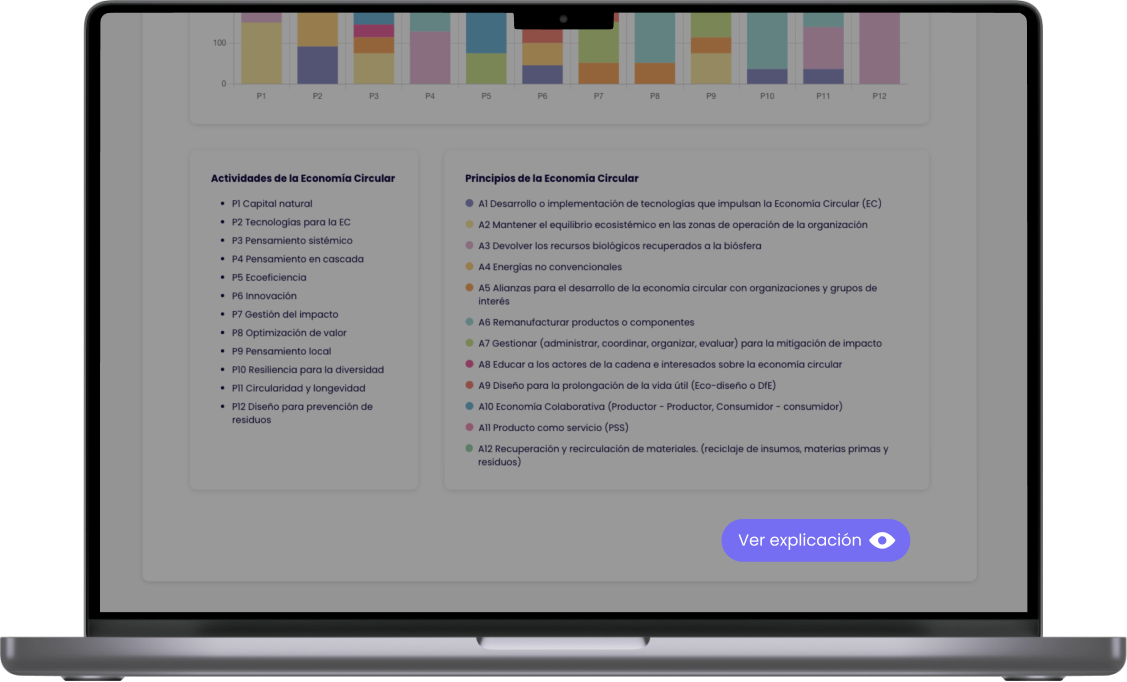 100
0
P1 P2 P3 P4 P5 P6 P7 P8 P9 P10 P11 P12
Actividades de la Economía Circular
P1 Capital natural
P2 Tecnologías para la EC
P3 Pensamiento sistémico
P4 Pensamiento en cascada
P5 Ecoeficiencia
P6 Innovación
P7 Gestión del impacto
P8 Optimización de valor
P9 Pensamiento local
P10 Resiliencia para la diversidad
P11 Circularidad y longevidad
P12 Diseño para prevención de
residuos
Principios de la Economía Circular
A1 Desarrollo o implementación de tecnologías que impulsan la Economía Circular (EC)
A2 Mantener el equilibrio ecosistémico en las zonas de operación de la organización
A3 Devolver los recursos biológicos recuperados a la biósfera
A4 Energías no convencionales
A5 Alianzas para el desarrollo de la economía circular con organizaciones y grupos de
interés
A6 Remanufacturar productos o componentes
A7 Gestionar (administrar, coordinar, organizar, evaluar) para la mitigación de impacto
A8 Educar a los actores de la cadena e interesados sobre la economía circular
A9 Diseño para la prolongación de la vida útil (Eco-diseño o DfE)
A10 Economía Colaborativa (Productor - Productor, Consumidor - consumidor)
A11 Producto como servicio (PSS)
A12 Recuperación y recirculación de materiales. (reciclaje de insumos, materias primas y
residuos)
Ver explicación